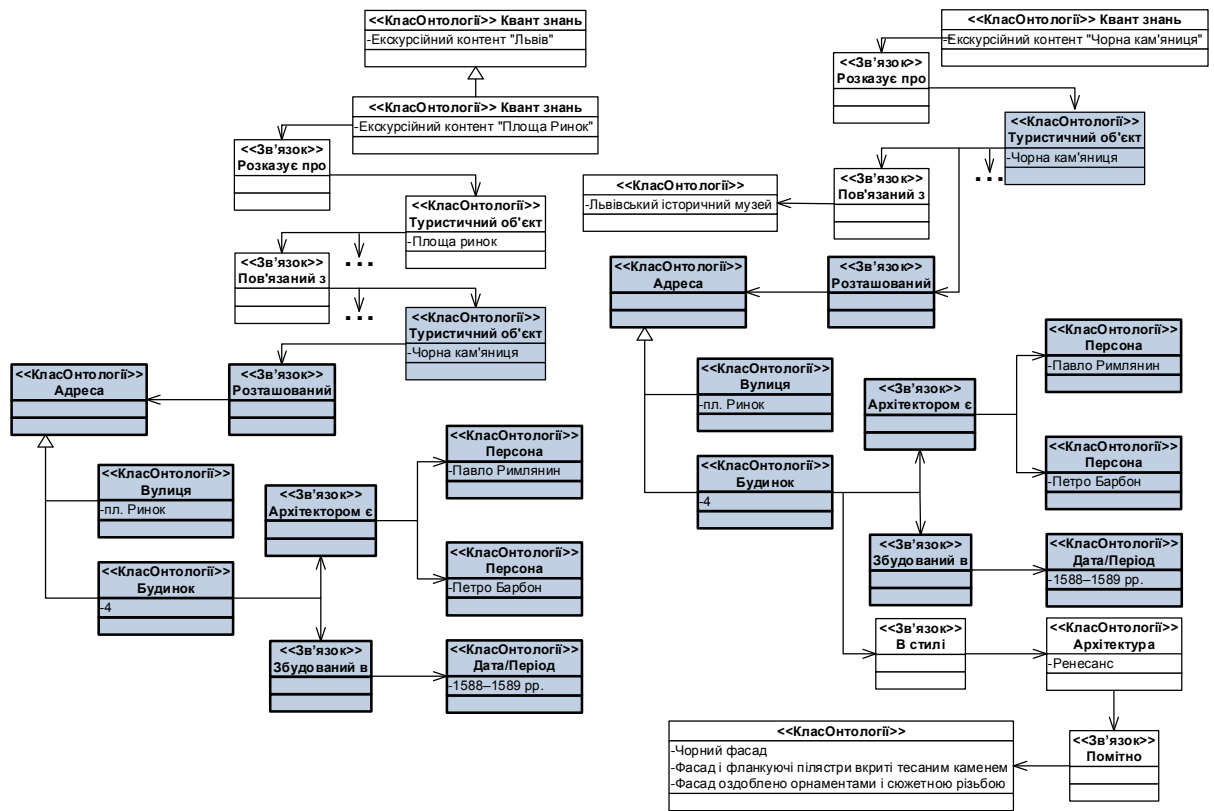 <<КласОнтології>> Квант знань
-Екскурсійний контент "Львів"
<<КласОнтології>> Квант знань
-Екскурсійний контент "Площа Ринок"
<<Зв’язок>>
Розказує про
<<КласОнтології>>
Туристичний об'єкт
-Площа ринок
...
<<Зв’язок>>
Пов'язаний з
...
<<КласОнтології>>
Туристичний об'єкт
-Чорна кам'яниця
<<Зв’язок>>
Розташований
<<КласОнтології>>
Адреса
<<КласОнтології>>
Вулиця
-пл. Ринок
<<КласОнтології>>
Будинок
-4
<<Зв’язок>>
Архітектором є
<<КласОнтології>>
Персона
-Павло Римлянин
<<КласОнтології>>
Персона
-Петро Барбон
<<Зв’язок>>
Збудований в
<<КласОнтології>>
Дата/Період
-1588–1589 рр.
<<КласОнтології>> Квант знань
-Екскурсійний контент "Чорна кам'яниця"
<<Зв’язок>>
Розказує про
<<КласОнтології>>
Туристичний об'єкт
-Чорна кам'яниця
...
<<Зв’язок>>
Пов'язаний з
<<КласОнтології>>
-Львівський історичний музей
<<Зв’язок>>
Розташований
<<КласОнтології>>
Адреса
<<КласОнтології>>
Вулиця
-пл. Ринок
<<КласОнтології>>
Будинок
-4
<<Зв’язок>>
Архітектором є
<<КласОнтології>>
Персона
-Павло Римлянин
<<КласОнтології>>
Персона
-Петро Барбон
<<Зв’язок>>
Збудований в
<<КласОнтології>>
Дата/Період
-1588–1589 рр.
<<Зв’язок>>
В стилі
<<КласОнтології>>
Архітектура
-Ренесанс
<<Зв’язок>>
Помітно
<<КласОнтології>>
-Чорний фасад
-Фасад і фланкуючі пілястри вкриті тесаним каменем
-Фасад оздоблено орнаментами і сюжетною різьбою